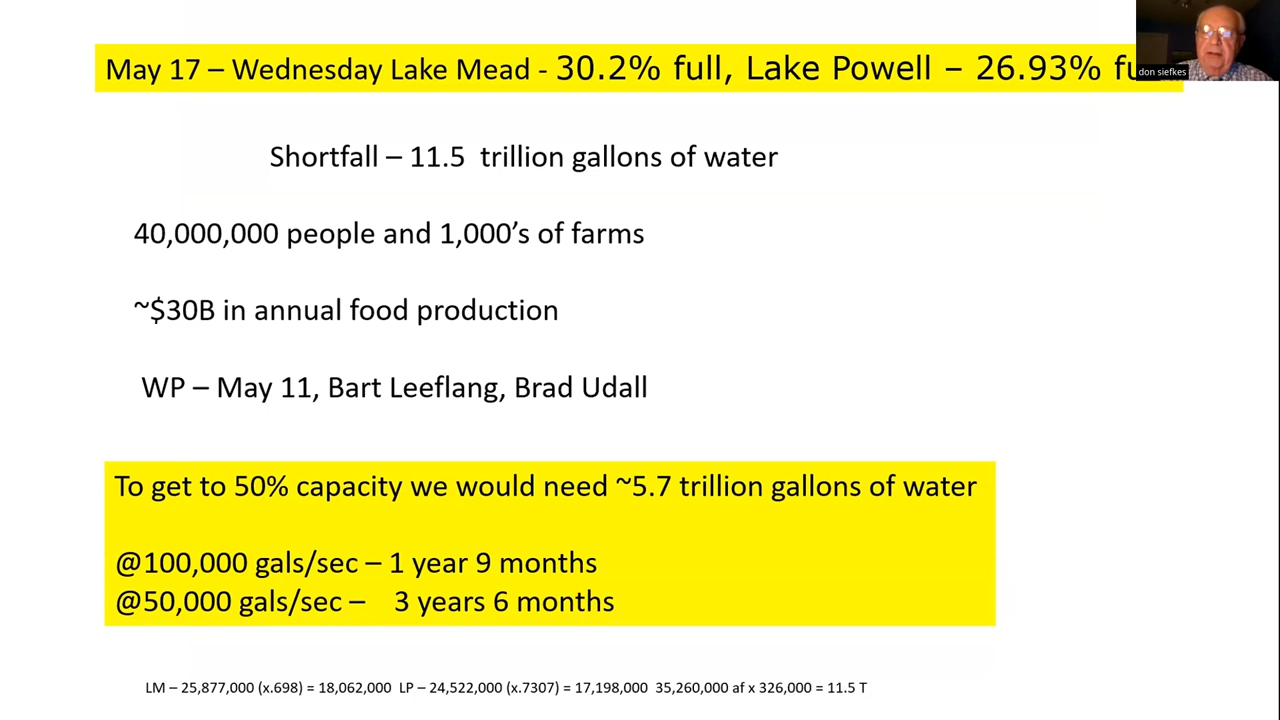 May 17 – Wednesday Lake Mead - 30.2% full, Lake Powell – 26.93%
don siefkes
Shortfall – 11.5 trillion gallons of water
40,000,000 people and 1,000’s of farms
~$30B in annual food production
WP – May 11, Bart Leeflang, Brad Udall
To get to 50% capacity we would need ~5.7 trillion gallons of water
@100,000 gals/sec – 1 year 9 months
@50,000 gals/sec – 3 years 6 months
LM – 25,877,000 (x.698) = 18,062,000 LP – 24,522,000 (x.7307) = 17,198,000 35,260,000 af x 326,000 = 11.5 T